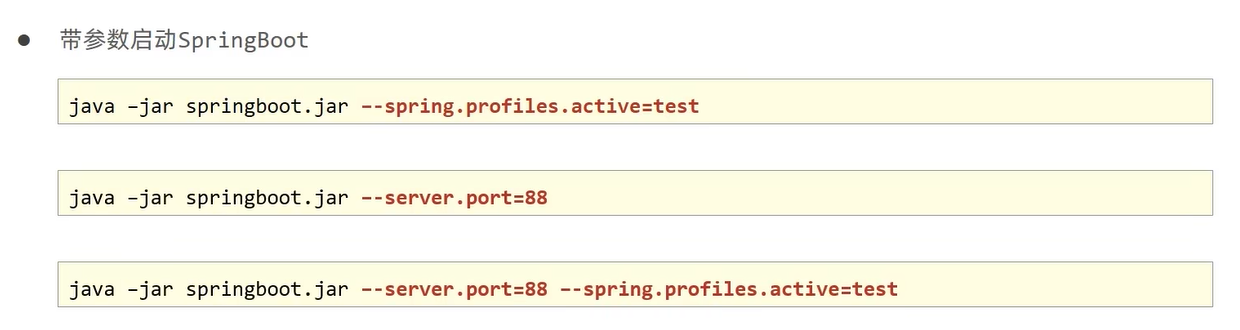 ● 带参数启动SpringBoot
java –jar springboot.jar --spring.profiles.active=test
java –jar springboot.jar --server.port=88
java –jar springboot.jar --server.port=88 --spring.profiles.active=test